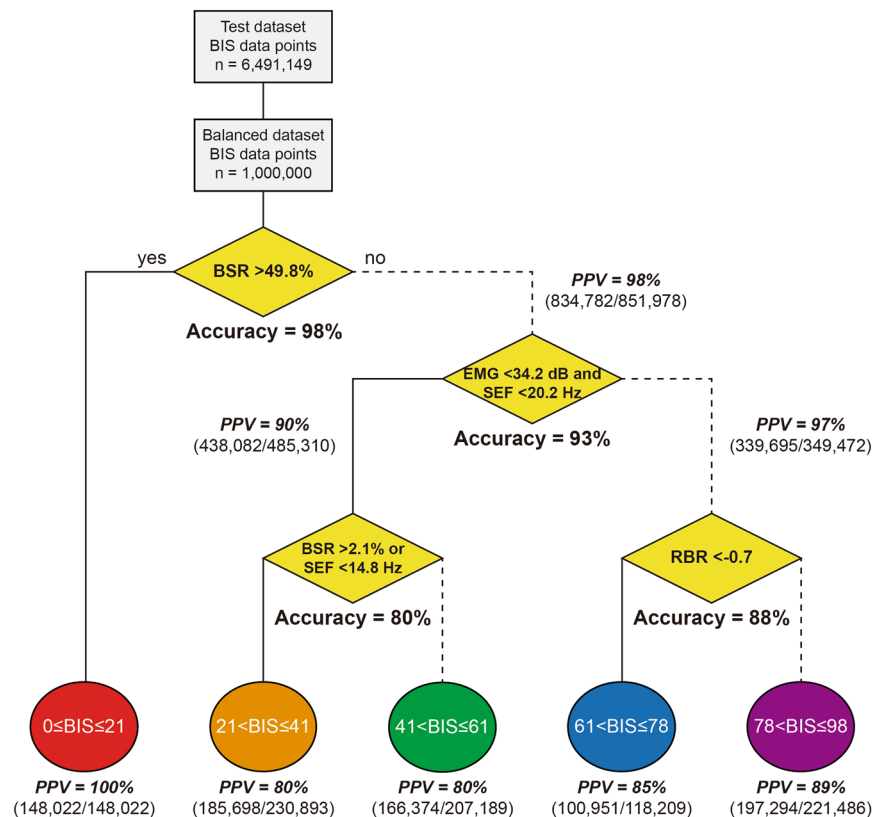 Test dataset
BIS data points
n = 6,491,149
Balanced dataset
BIS data points
n = 1,000,000
yes
no
BSR >49.8%
Accuracy = 98%
PPV = 98%
(834,782/851,978)
EMG <34.2 dB and
SEF <20.2 Hz
Accuracy = 93%
PPV = 90%
(438,082/485,310)
PPV = 97%
(339,695/349,472)
BSR >2.1% or
SEF <14.8 Hz
Accuracy = 80%
RBR <-0.7
Accuracy = 88%
0≤BIS≤21
21<BIS≤41
41<BIS≤61
61<BIS≤78
78<BIS≤98
PPV = 100%
(148,022/148,022)
PPV = 80%
(185,698/230,893)
PPV = 80%
(166,374/207,189)
PPV = 85%
(100,951/118,209)
PPV = 89%
(197,294/221,486)